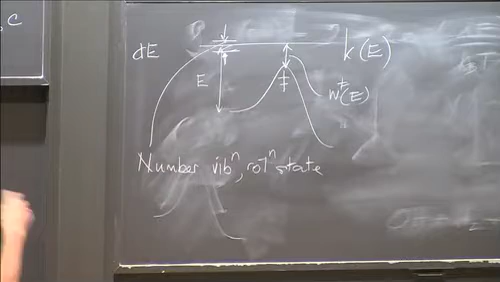 , C
dE
k(E)
E
‡
N‡(E)
Number vibⁿ, rotⁿ state